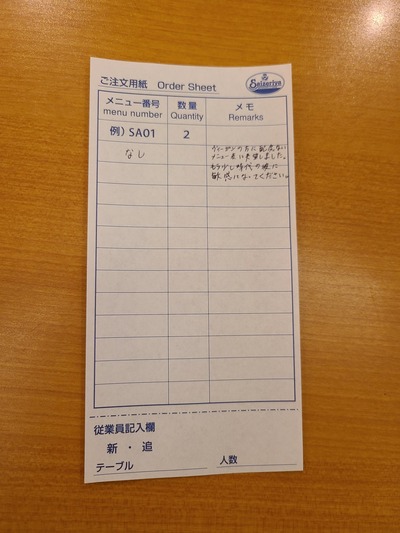 ご注文用紙 Order Sheet
Saizeriya
メニュー番号 数量 メモ
menu number Quantity Remarks
例) SA01 2
なし ヴィーガンの方に配慮ない
メニュー表に失望しました。
もう少し時代の流れに
敏感になってください。
従業員記入欄
新・追
テーブル 人数